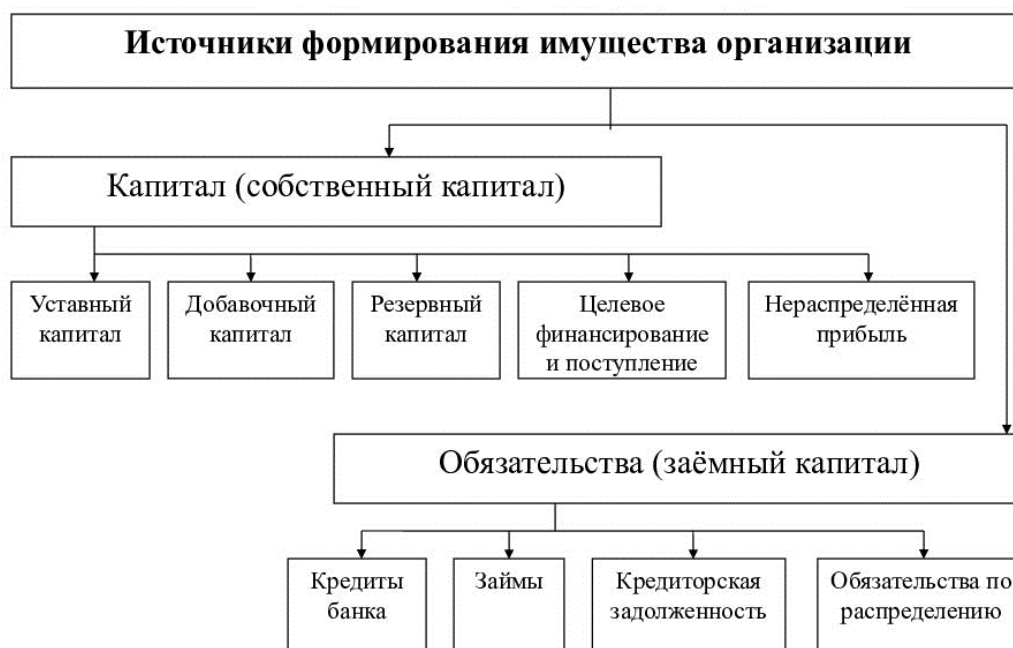 Источники формирования имущества организации
Капитал (собственный капитал)
Уставный
капитал
Добавочный
капитал
Резервный
капитал
Целевое
финансирование
и поступление
Нераспределённая
прибыль
Обязательства (заёмный капитал)
Кредиты
банка
Займы
Кредиторская
задолженность
Обязательства по
распределению